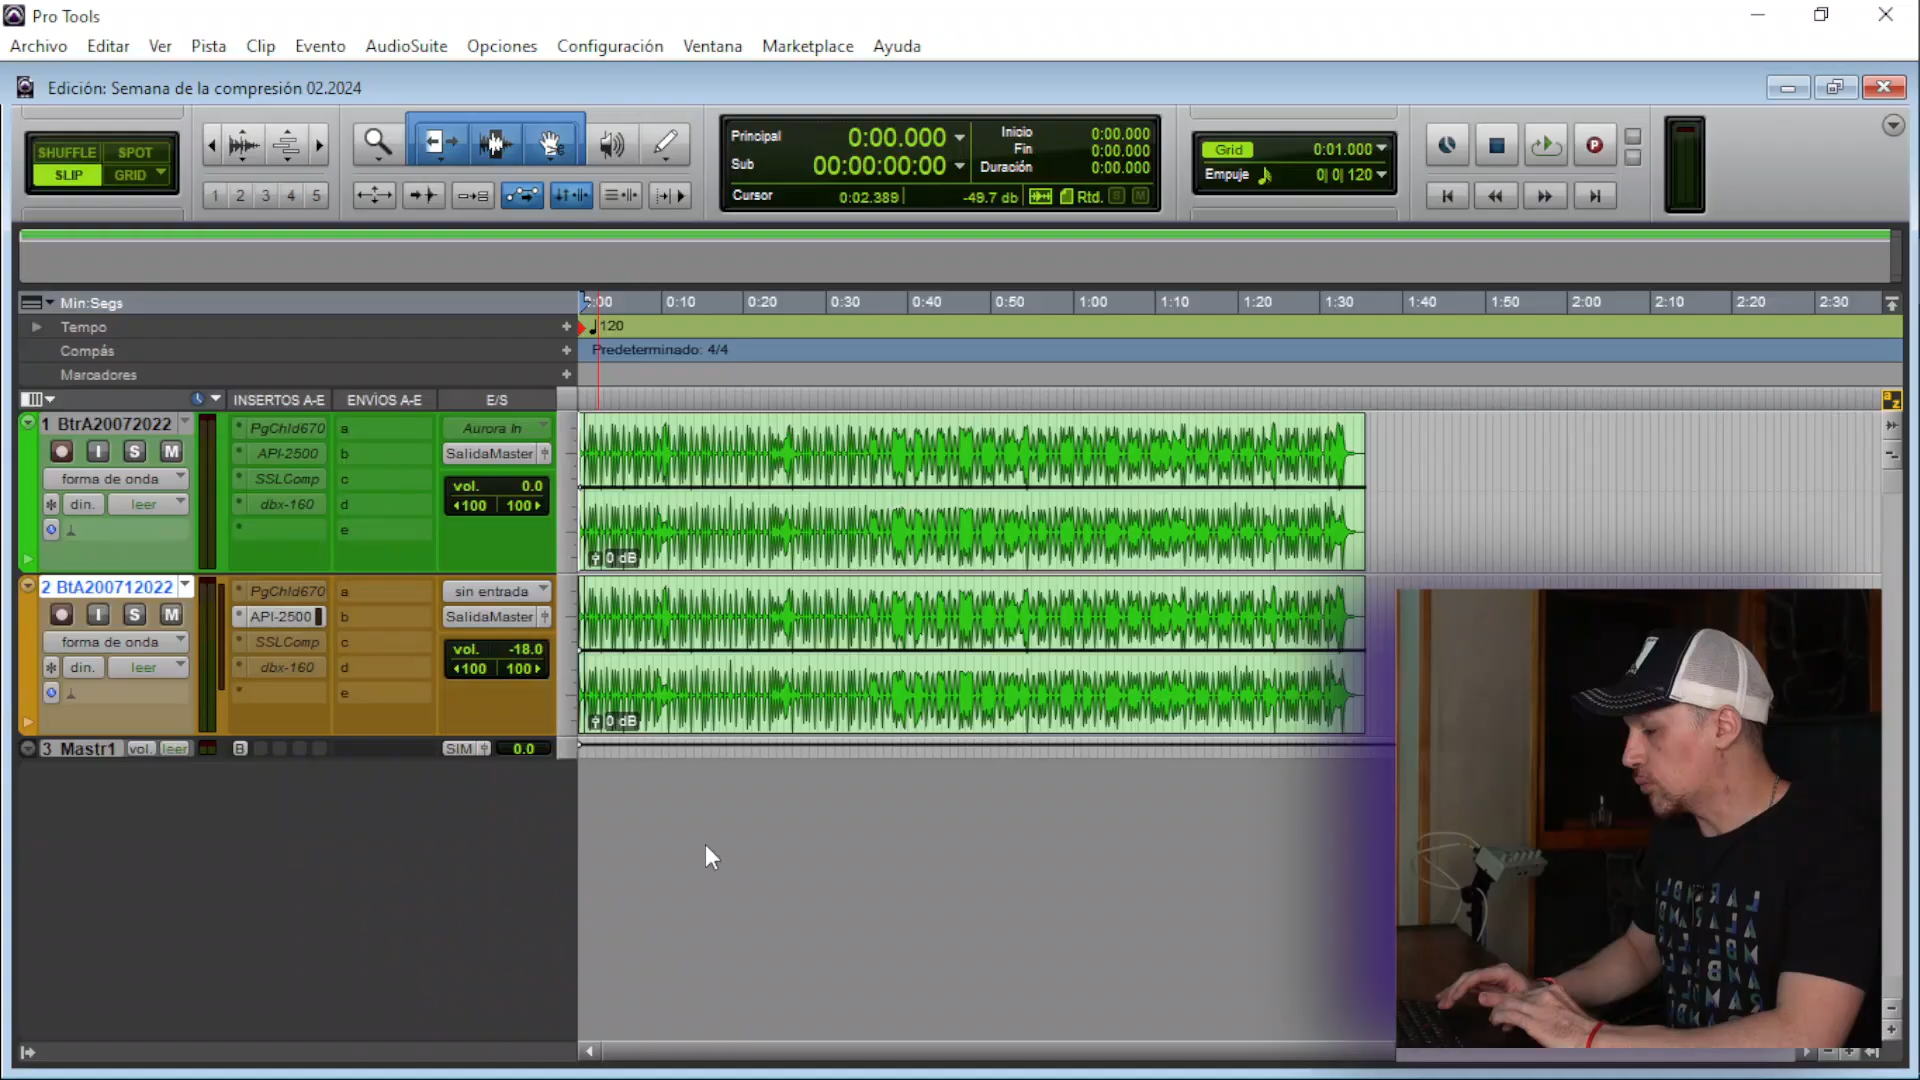 Pro Tools
Archivo Editar Ver Pista Clip Evento AudioSuite Opciones Configuración Ventana Marketplace Ayuda
Edición: Semana de la compresión 02.2024
SHUFFLE SPOT
SLIP GRID
1 2 3 4 5
Principal 0:00.000
Sub 00:00:00:00
Cursor 0:02.389 -49.7 db Rtd. S M
Inicio 0:00.000
Fin 0:00.000
Duración 0:00.000
Grid 0:01.000
Empuje 0| 0| 120
Min:Segs 0:00 0:10 0:20 0:30 0:40 0:50 1:00 1:10 1:20 1:30 1:40 1:50 2:00 2:10 2:20 2:30
Tempo + 120
Compás + Predeterminado: 4/4
Marcadores +
INSERTOS A-E ENVÍOS A-E E/S
1 BtrA20072022 PgChld670 a Aurora In
I S M API-2500 b SalidaMaster
forma de onda SSLComp c vol. 0.0
din. leer dbx-160 d 100 100
e
0 dB
2 BtA200712022 PgChld670 a sin entrada
I S M API-2500 b SalidaMaster
forma de onda SSLComp c vol. -18.0
din. leer dbx-160 d 100 100
e
0 dB
3 Mastr1 vol. leer B SIM 0.0